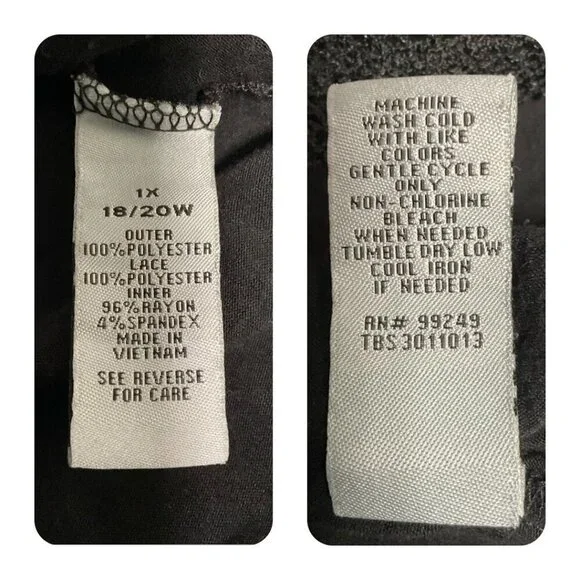 1X
18/20W
OUTER
100%POLYESTER
LACE
100%POLYESTER
INNER
96%RAYON
4%SPANDEX
MADE IN
VIETNAM
SEE REVERSE
FOR CARE
MACHINE
WASH COLD
WITH LIKE
COLORS
GENTLE CYCLE
ONLY
NON-CHLORINE
BLEACH
WHEN NEEDED
TUMBLE DRY LOW
COOL IRON
IF NEEDED
RN# 99249
TBS3011013